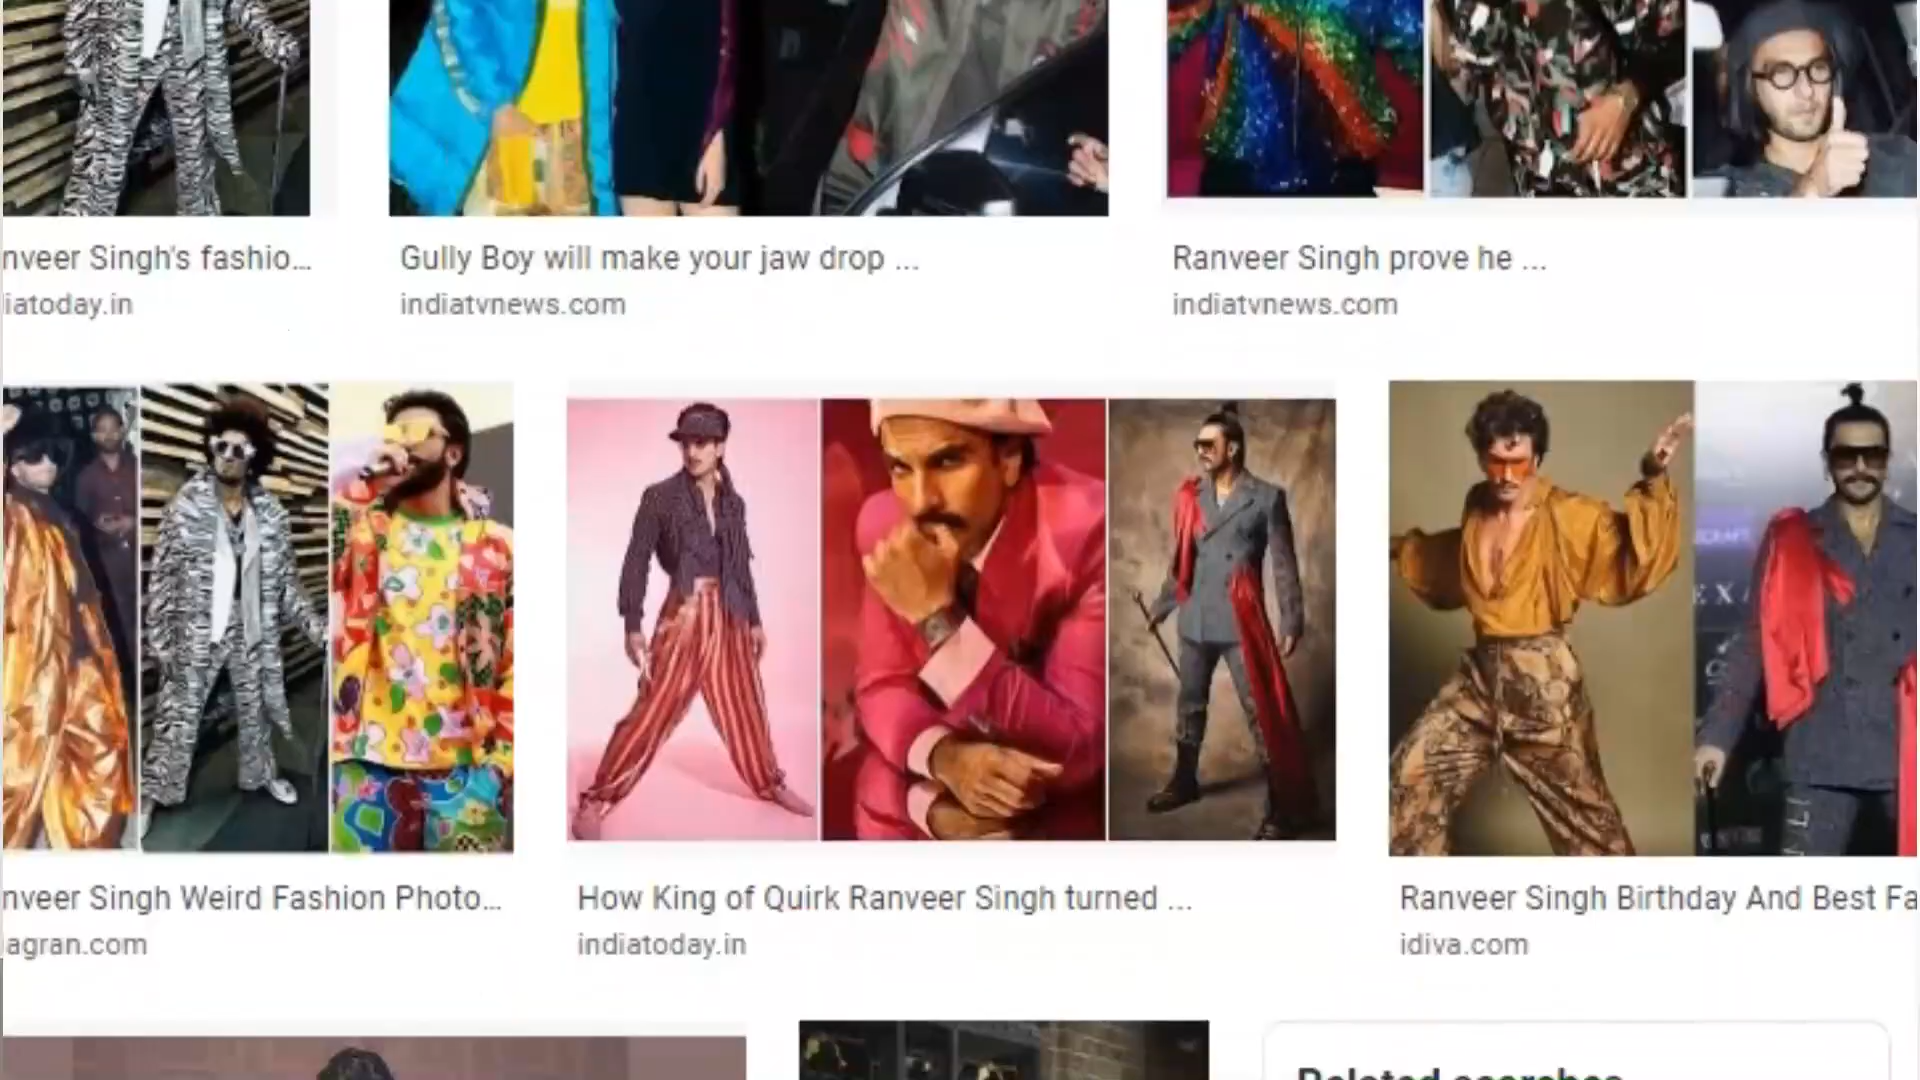 nveer Singh's fashio...
iatoday.in
Gully Boy will make your jaw drop ...
indiatvnews.com
Ranveer Singh prove he ...
indiatvnews.com
nveer Singh Weird Fashion Photo...
agran.com
How King of Quirk Ranveer Singh turned ...
indiatoday.in
Ranveer Singh Birthday And Best Fa
idiva.com
Related searches